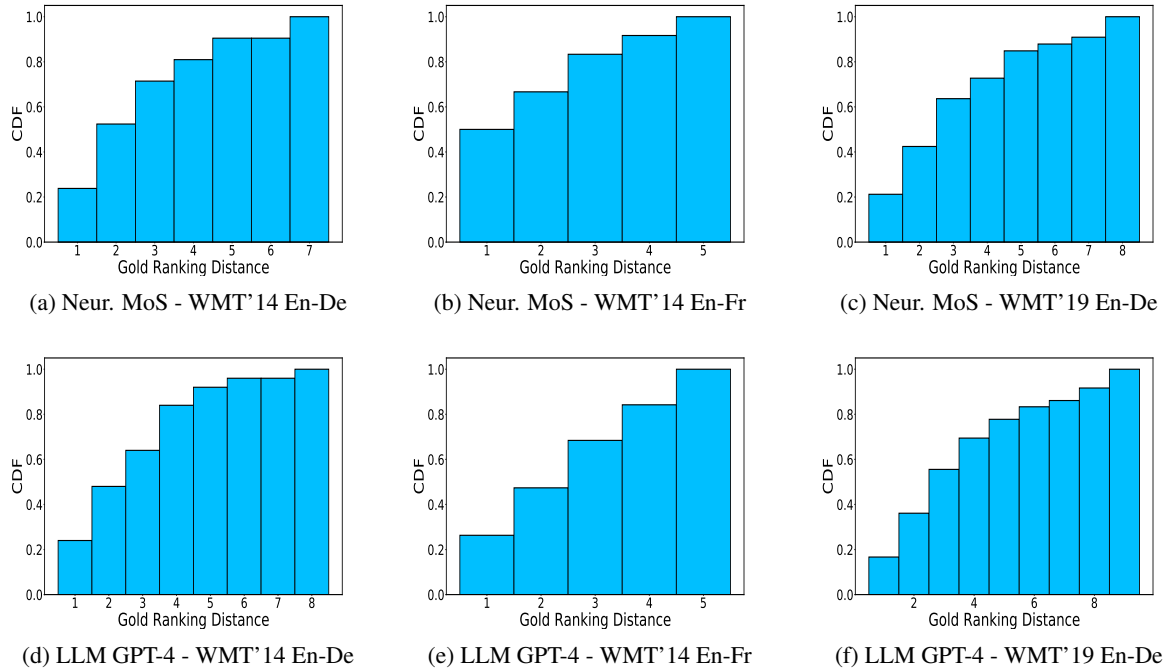 1.0
0.8
0.6
0.4
0.2
0.0
CDF
1 2 3 4 5 6 7
Gold Ranking Distance
(a) Neur. MoS - WMT'14 En-De
1.0
0.8
0.6
0.4
0.2
0.0
CDF
1 2 3 4 5
Gold Ranking Distance
(b) Neur. MoS - WMT'14 En-Fr
1.0
0.8
0.6
0.4
0.2
0.0
CDF
1 2 3 4 5 6 7 8
Gold Ranking Distance
(c) Neur. MoS - WMT'19 En-De
1.0
0.8
0.6
0.4
0.2
0.0
CDF
1 2 3 4 5 6 7 8
Gold Ranking Distance
(d) LLM GPT-4 - WMT'14 En-De
1.0
0.8
0.6
0.4
0.2
0.0
CDF
1 2 3 4 5
Gold Ranking Distance
(e) LLM GPT-4 - WMT'14 En-Fr
1.0
0.8
0.6
0.4
0.2
0.0
CDF
2 4 6 8
Gold Ranking Distance
(f) LLM GPT-4 - WMT'19 En-De